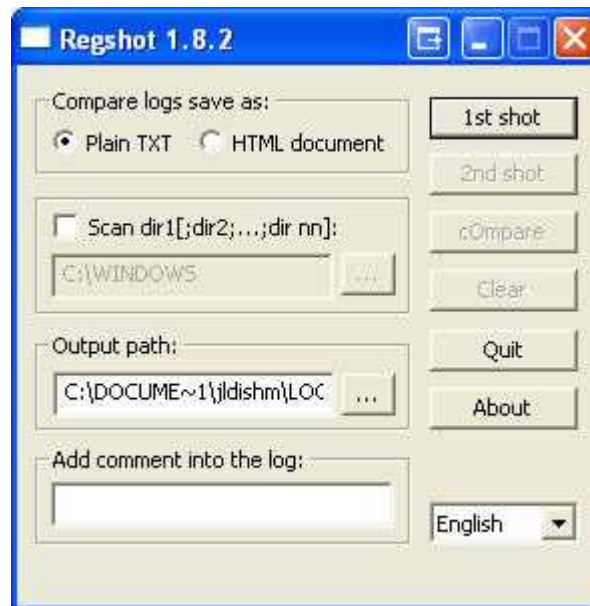 Regshot 1.8.2
Compare logs save as:
Plain TXT HTML document
1st shot
2nd shot
Scan dir1[;dir2;...;dir nn]:
cOmpare
C:\WINDOWS ...
Clear
Output path:
Quit
C:\DOCUME~1\jldishm\LOC ...
About
Add comment into the log:
English